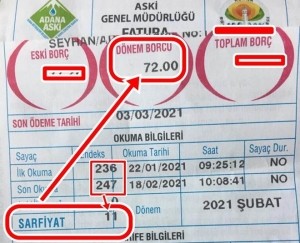 ASKİ
GENEL MÜDÜRLÜĞÜ
ADANA
ASKİ
FATURA
ESKİ BORÇ
DÖNEM BORCU
72.00
TOPLAM BORÇ
SON ÖDEME TARİHİ
03/03/2021
OKUMA BİLGİLERİ
Sayaç Endeks Okuma Tarihi Saat Sayaç Dur.
İlk Okuma 236 22/01/2021 09:25:12 NO
Son Okuma 247 18/02/2021 10:08:41 NO
0
SARFİYAT 11 Dönem 2021 ŞUBAT